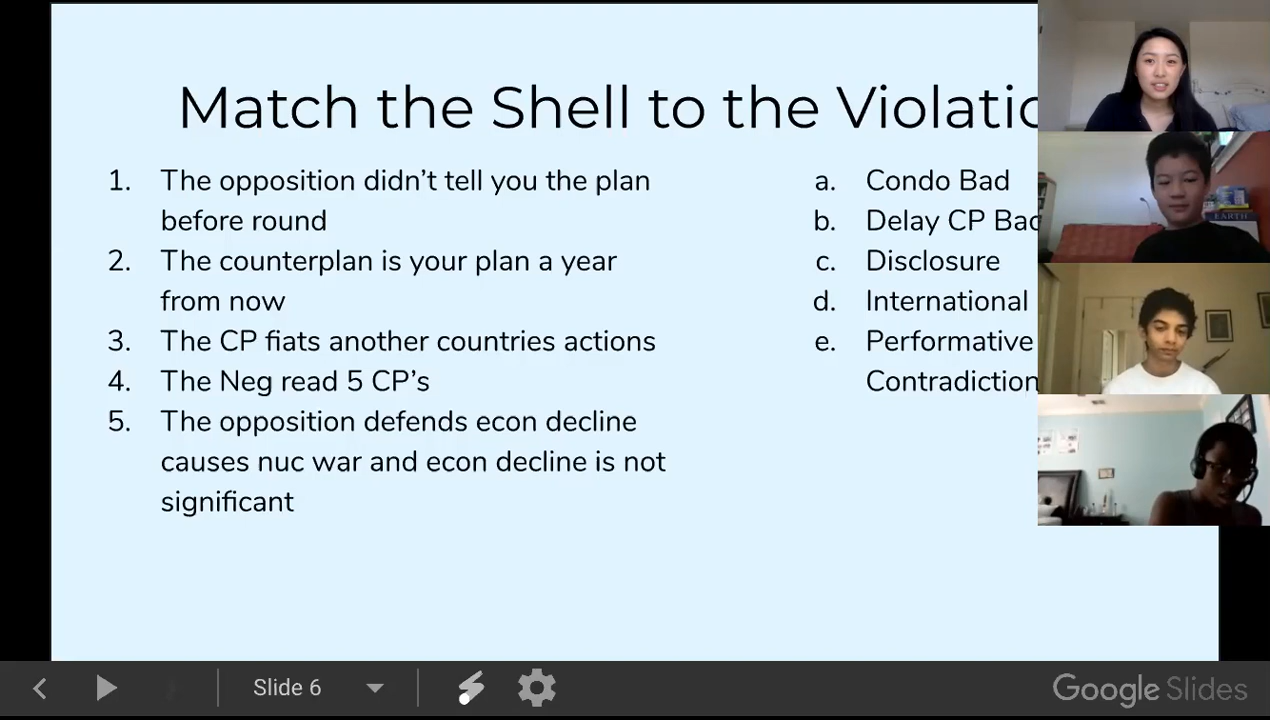 Match the Shell to the
1. The opposition didn't tell you the plan
before round
2. The counterplan is your plan a year
from now
3. The CP fiats another countries actions
4. The Neg read 5 CP's
5. The opposition defends econ decline
causes nuc war and econ decline is not
significant
a. Condo Bad
b. Delay CP
c. Disclosure
d. International
e. Performative
Contradiction
EARTH
Slide 6
Google Slides